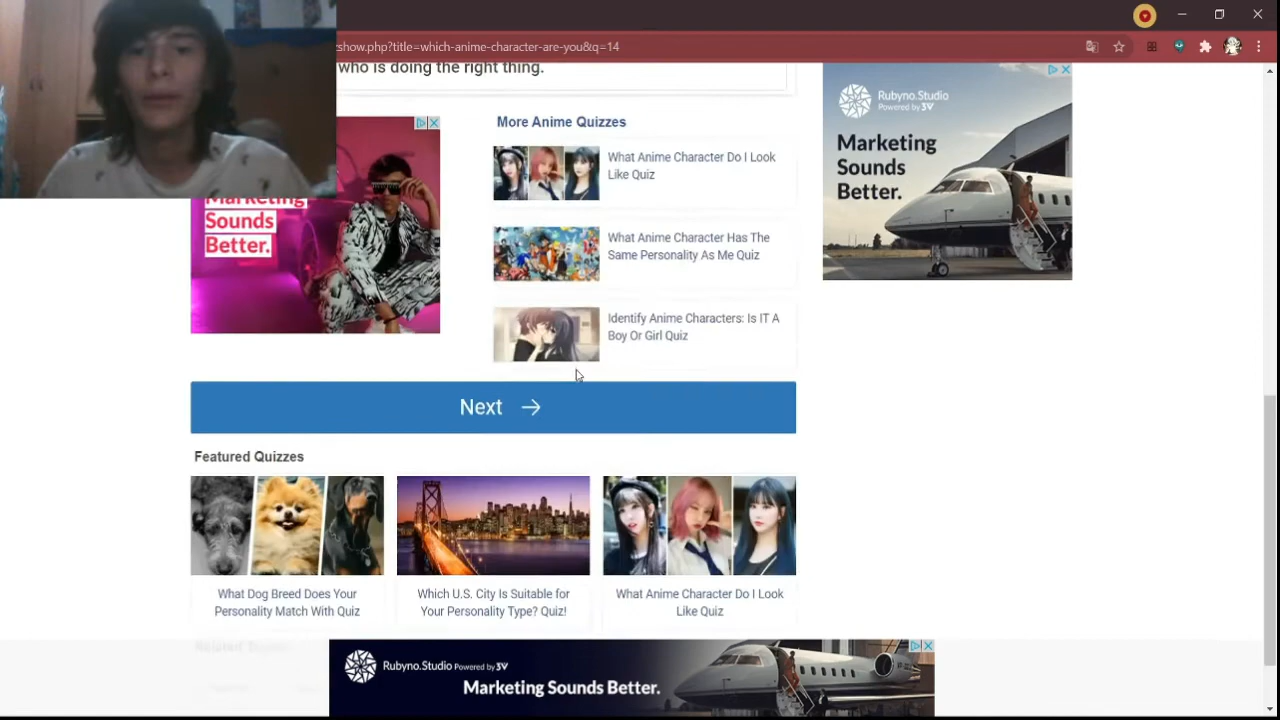 show.php?title=which-anime-character-are-you&q=14
who is doing the right thing.
Marketing
Sounds
Better.
More Anime Quizzes
What Anime Character Do I Look
Like Quiz
What Anime Character Has The
Same Personality As Me Quiz
Identify Anime Characters: Is IT A
Boy Or Girl Quiz
Rubyno.Studio
Powered by 3V
Marketing
Sounds
Better.
Next
Featured Quizzes
What Dog Breed Does Your
Personality Match With Quiz
Which U.S. City Is Suitable for
Your Personality Type? Quiz!
What Anime Character Do I Look
Like Quiz
Rubyno.Studio Powered by 3V
Marketing Sounds Better.